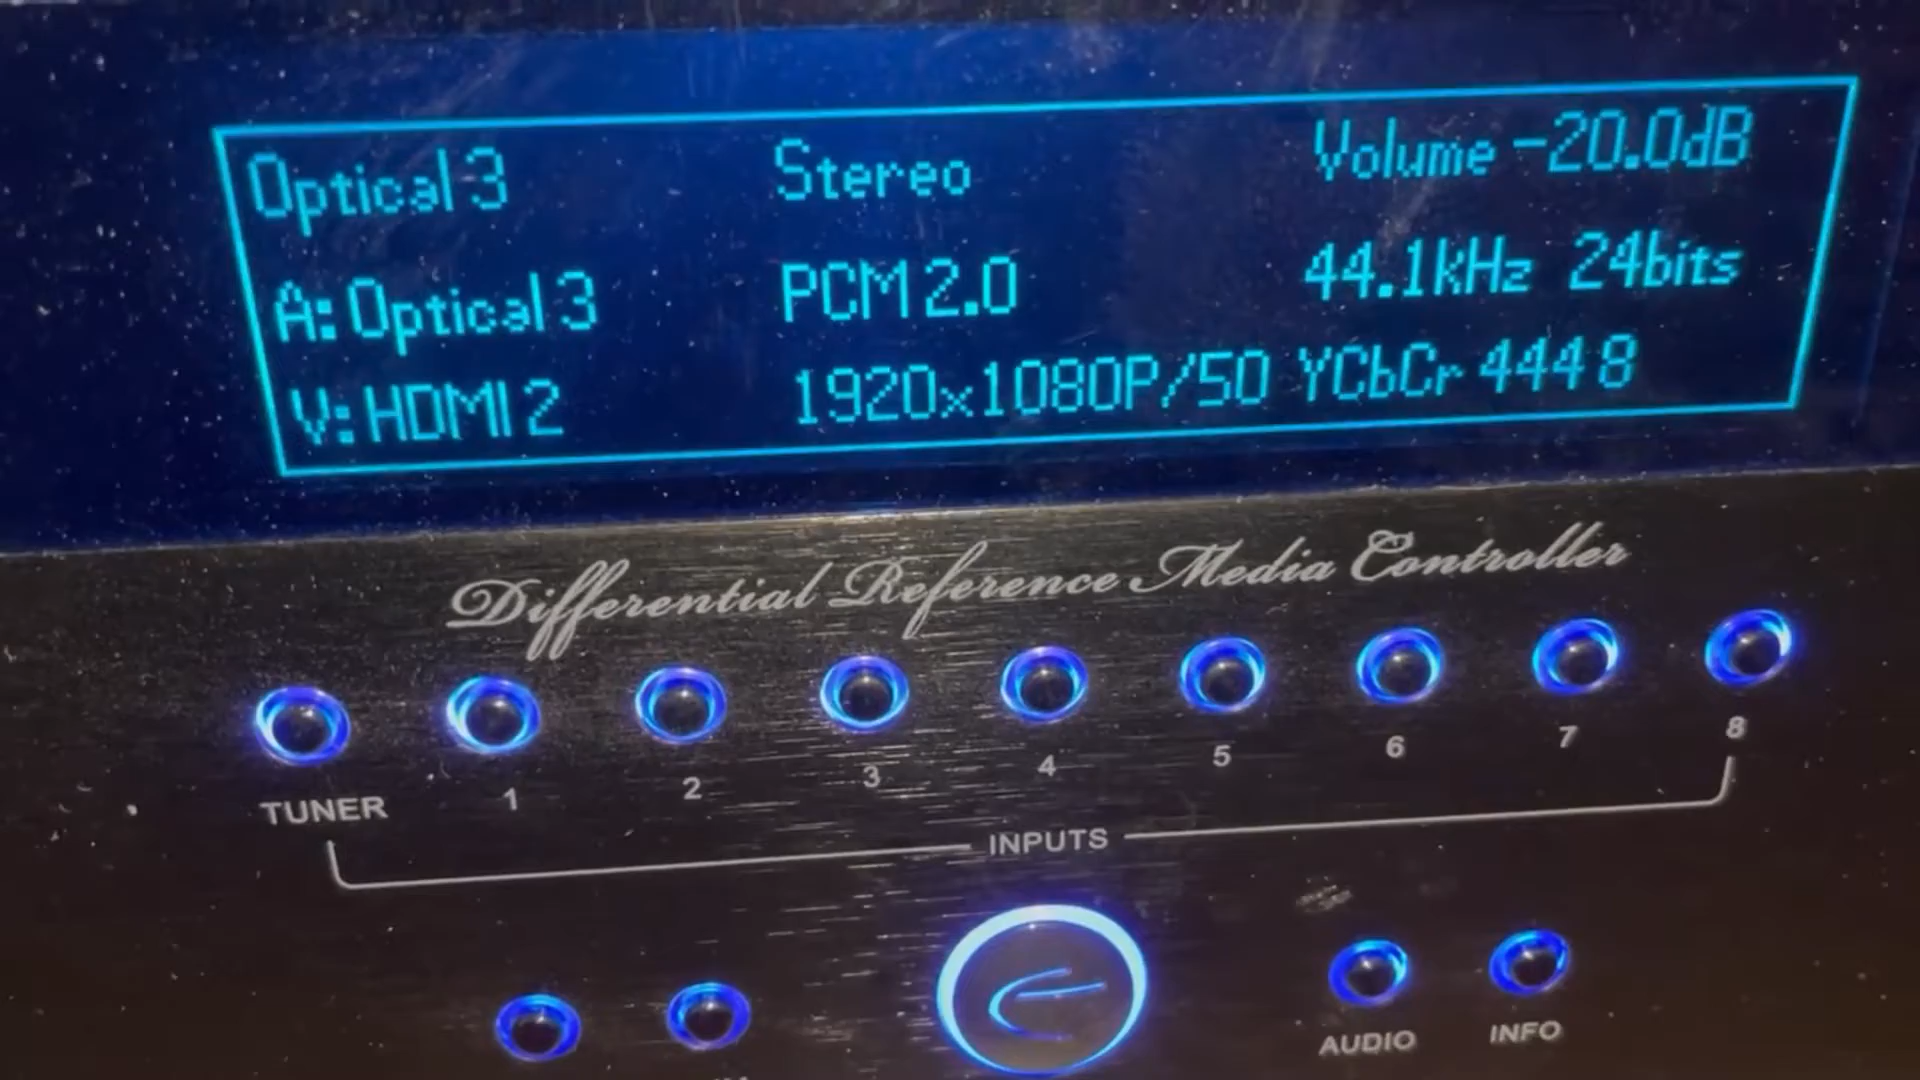 Optical 3 Stereo Volume -20.0dB
A: Optical 3 PCM 2.0 44.1kHz 24bits
V: HDMI 2 1920x1080P/50 YCbCr 444 8
Differential Reference Media Controller
TUNER 1 2 3 4 5 6 7 8
INPUTS
AUDIO INFO